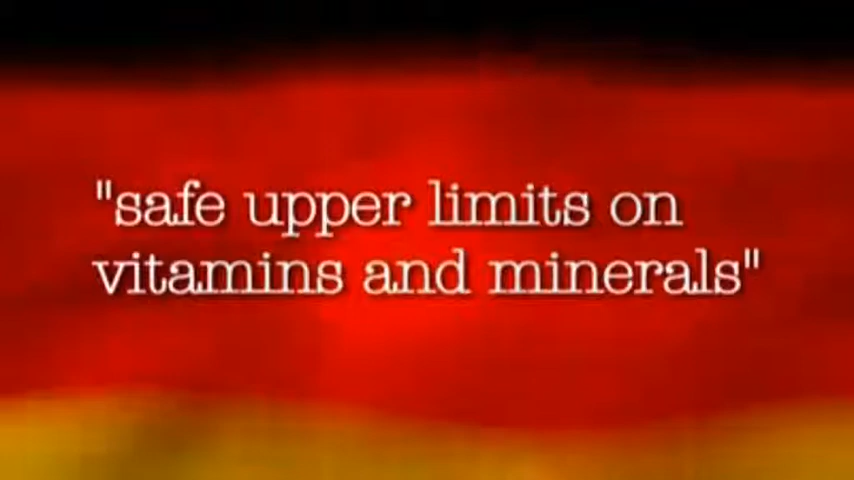 "safe upper limits on
vitamins and minerals"